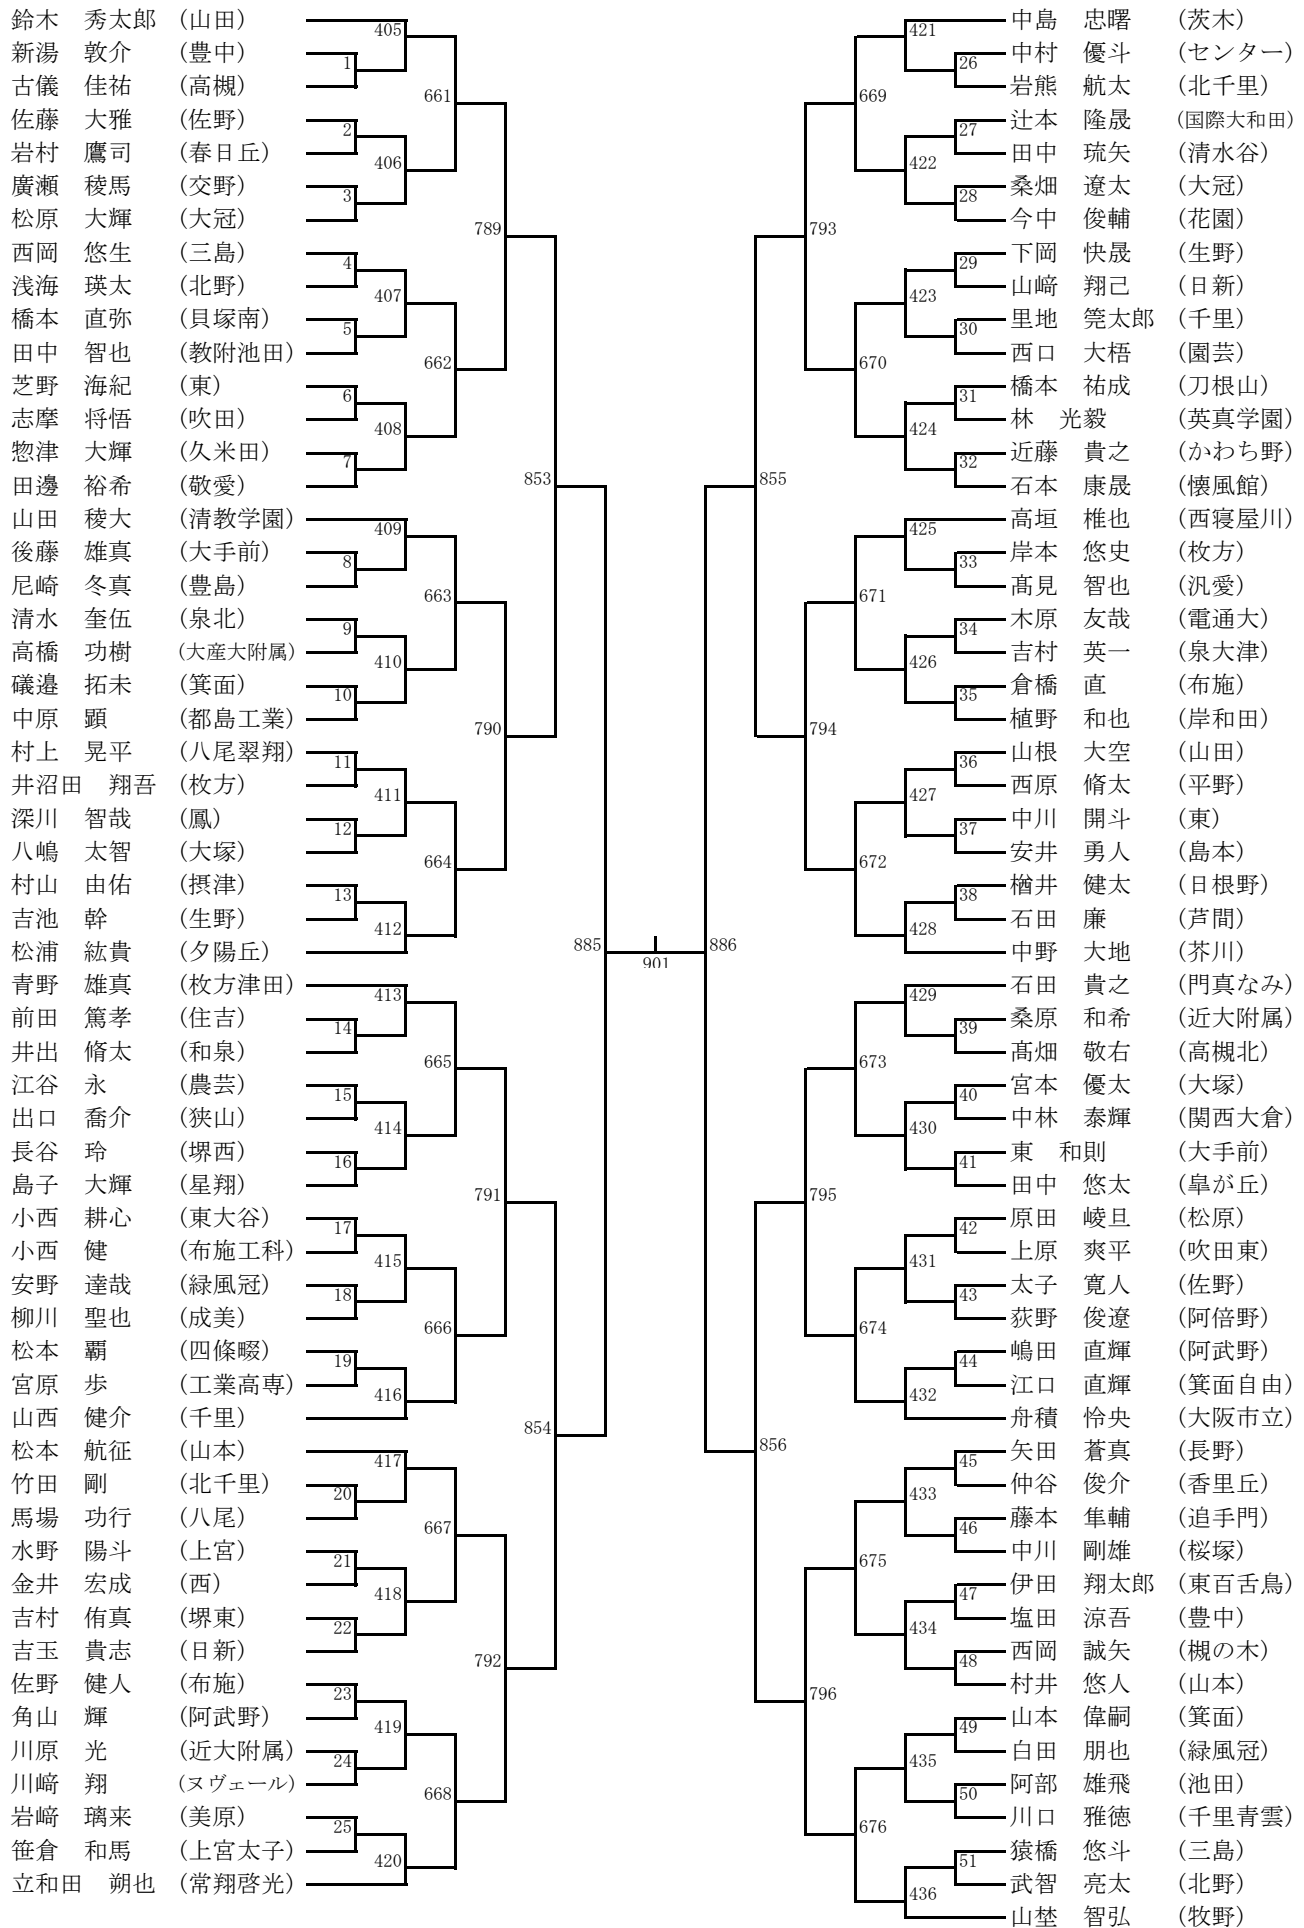 鈴木　秀太郎　(山田)
新湯　敦介　(豊中)
古儀　佳祐　(高槻)
佐藤　大雅　(佐野)
岩村　鷹司　(春日丘)
廣瀬　稜馬　(交野)
松原　大輝　(大冠)
西岡　悠生　(三島)
浅海　瑛太　(北野)
橋本　直弥　(貝塚南)
田中　智也　(教附池田)
芝野　海紀　(東)
志摩　将悟　(吹田)
惣津　大輝　(久米田)
田邊　裕希　(敬愛)
山田　稜大　(清教学園)
後藤　雄真　(大手前)
尼崎　冬真　(豊島)
清水　奎伍　(泉北)
高橋　功樹　(大産大附属)
礒邉　拓未　(箕面)
中原　顕　(都島工業)
村上　晃平　(八尾翠翔)
井沼田　翔吾　(枚方)
深川　智哉　(鳳)
八嶋　太智　(大塚)
村山　由佑　(摂津)
吉池　幹　(生野)
松浦　紘貴　(夕陽丘)
青野　雄真　(枚方津田)
前田　篤孝　(住吉)
井出　脩太　(和泉)
江谷　永　(農芸)
出口　喬介　(狭山)
長谷　玲　(堺西)
島子　大輝　(星翔)
小西　耕心　(東大谷)
小西　健　(布施工科)
安野　達哉　(緑風冠)
柳川　聖也　(成美)
松本　覇　(四條畷)
宮原　歩　(工業高専)
山西　健介　(千里)
松本　航征　(山本)
竹田　剛　(北千里)
馬場　功行　(八尾)
水野　陽斗　(上宮)
金井　宏成　(西)
吉村　侑真　(堺東)
吉玉　貴志　(日新)
佐野　健人　(布施)
角山　輝　(阿武野)
川原　光　(近大附属)
川﨑　翔　(ヌヴェール)
岩﨑　璃来　(美原)
笹倉　和馬　(上宮太子)
立和田　朔也　(常翔啓光)
1
2
3
4
5
6
7
8
9
10
11
12
13
14
15
16
17
18
19
20
21
22
23
24
25
405
406
407
408
409
410
411
412
413
414
415
416
417
418
419
420
661
662
663
664
665
666
667
668
789
790
791
792
853
854
885
901
886
855
856
793
794
795
796
669
670
671
672
673
674
675
676
421
422
423
424
425
426
427
428
429
430
431
432
433
434
435
436
26
27
28
29
30
31
32
33
34
35
36
37
38
39
40
41
42
43
44
45
46
47
48
49
50
51
中島　忠曙　(茨木)
中村　優斗　(センター)
岩熊　航太　(北千里)
辻本　隆晟　(国際大和田)
田中　琉矢　(清水谷)
桑畑　遼太　(大冠)
今中　俊輔　(花園)
下岡　快晟　(生野)
山﨑　翔己　(日新)
里地　筦太郎　(千里)
西口　大梧　(園芸)
橋本　祐成　(刀根山)
林　光毅　(英真学園)
近藤　貴之　(かわち野)
石本　康晟　(懐風館)
高垣　椎也　(西寝屋川)
岸本　悠史　(枚方)
髙見　智也　(汎愛)
木原　友哉　(電通大)
吉村　英一　(泉大津)
倉橋　直　(布施)
植野　和也　(岸和田)
山根　大空　(山田)
西原　脩太　(平野)
中川　開斗　(東)
安井　勇人　(島本)
楢井　健太　(日根野)
石田　廉　(芦間)
中野　大地　(芥川)
石田　貴之　(門真なみ)
桑原　和希　(近大附属)
髙畑　敬右　(高槻北)
宮本　優太　(大塚)
中林　泰輝　(関西大倉)
東　和則　(大手前)
田中　悠太　(皐が丘)
原田　崚旦　(松原)
上原　爽平　(吹田東)
太子　寛人　(佐野)
荻野　俊遼　(阿倍野)
嶋田　直輝　(阿武野)
江口　直輝　(箕面自由)
舟積　怜央　(大阪市立)
矢田　蒼真　(長野)
仲谷　俊介　(香里丘)
藤本　隼輔　(追手門)
中川　剛雄　(桜塚)
伊田　翔太郎　(東百舌鳥)
塩田　涼吾　(豊中)
西岡　誠矢　(槻の木)
村井　悠人　(山本)
山本　偉嗣　(箕面)
白田　朋也　(緑風冠)
阿部　雄飛　(池田)
川口　雅徳　(千里青雲)
猿橋　悠斗　(三島)
武智　亮太　(北野)
山埜　智弘　(牧野)